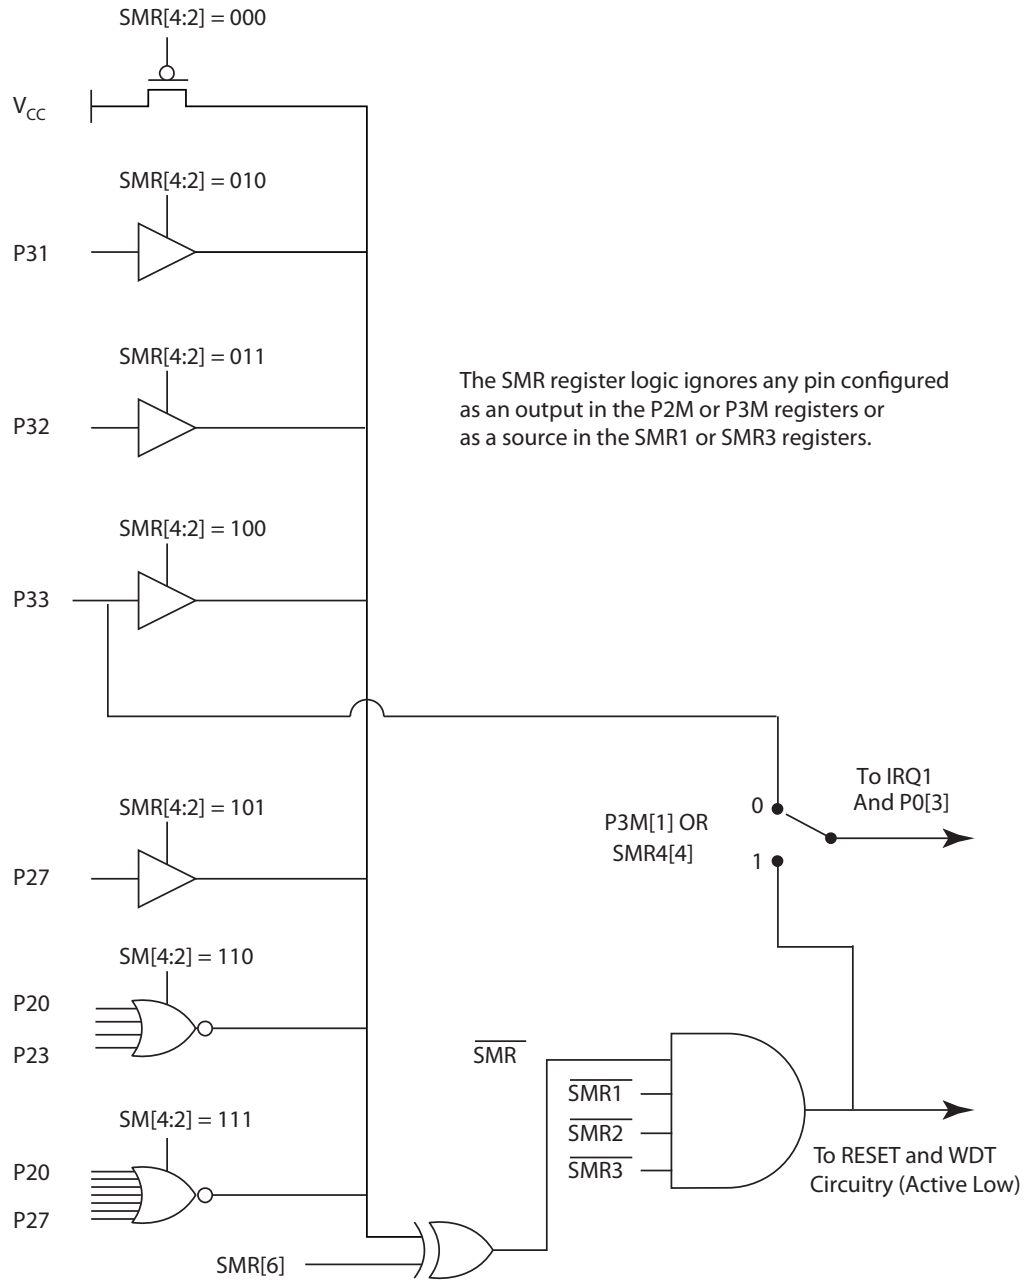 SMR[4:2] = 000
VCC
SMR[4:2] = 010
P31
SMR[4:2] = 011
P32
The SMR register logic ignores any pin configured
as an output in the P2M or P3M registers or
as a source in the SMR1 or SMR3 registers.
SMR[4:2] = 100
P33
To IRQ1
And P0[3]
0
P3M[1] OR
SMR4[4]
1
SMR[4:2] = 101
P27
SM[4:2] = 110
P20
P23
SMR
SMR1
SMR2
SMR3
To RESET and WDT
Circuitry (Active Low)
SM[4:2] = 111
P20
P27
SMR[6]